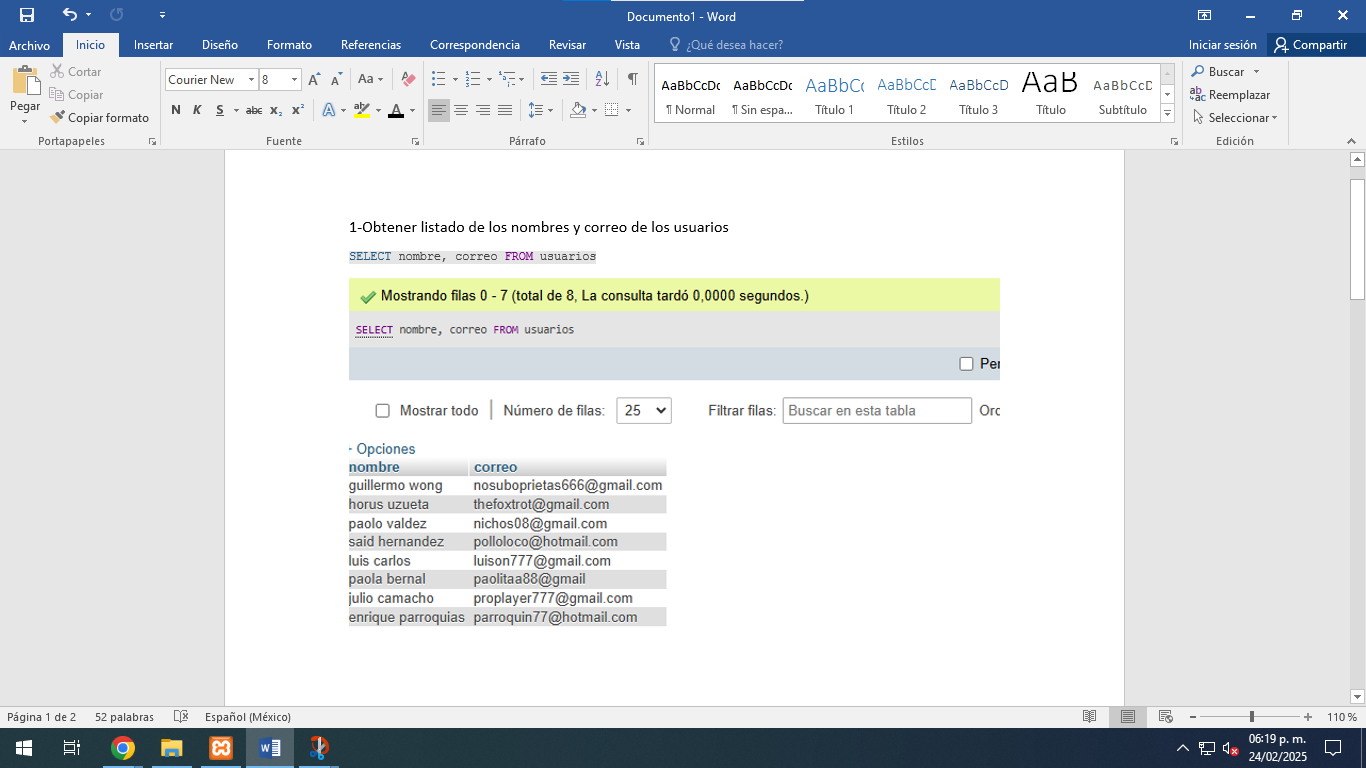 Documento1 - Word
Archivo Inicio Insertar Diseño Formato Referencias Correspondencia Revisar Vista ¿Qué desea hacer? Iniciar sesión Compartir
Pegar
Cortar
Copiar
Copiar formato
Portapapeles
Courier New 8
N K S abc x₂ x²
Fuente
Párrafo
AaBbCcDc AaBbCcDc AaBbCc AaBbCcD AaBbCcD AaB AaBbCcD
¶ Normal ¶ Sin espa... Título 1 Título 2 Título 3 Título Subtítulo
Estilos
Buscar
Reemplazar
Seleccionar
Edición
1-Obtener listado de los nombres y correo de los usuarios
SELECT nombre, correo FROM usuarios
Mostrando filas 0 - 7 (total de 8, La consulta tardó 0,0000 segundos.)
SELECT nombre, correo FROM usuarios
Per
Mostrar todo Número de filas: 25 Filtrar filas: Buscar en esta tabla Orc
+ Opciones
nombre correo
guillermo wong nosuboprietas666@gmail.com
horus uzueta thefoxtrot@gmail.com
paolo valdez nichos08@gmail.com
said hernandez polloloco@hotmail.com
luis carlos luison777@gmail.com
paola bernal paolitaa88@gmail
julio camacho proplayer777@gmail.com
enrique parroquias parroquin77@hotmail.com
Página 1 de 2 52 palabras Español (México) 110 %
06:19 p. m.
24/02/2025